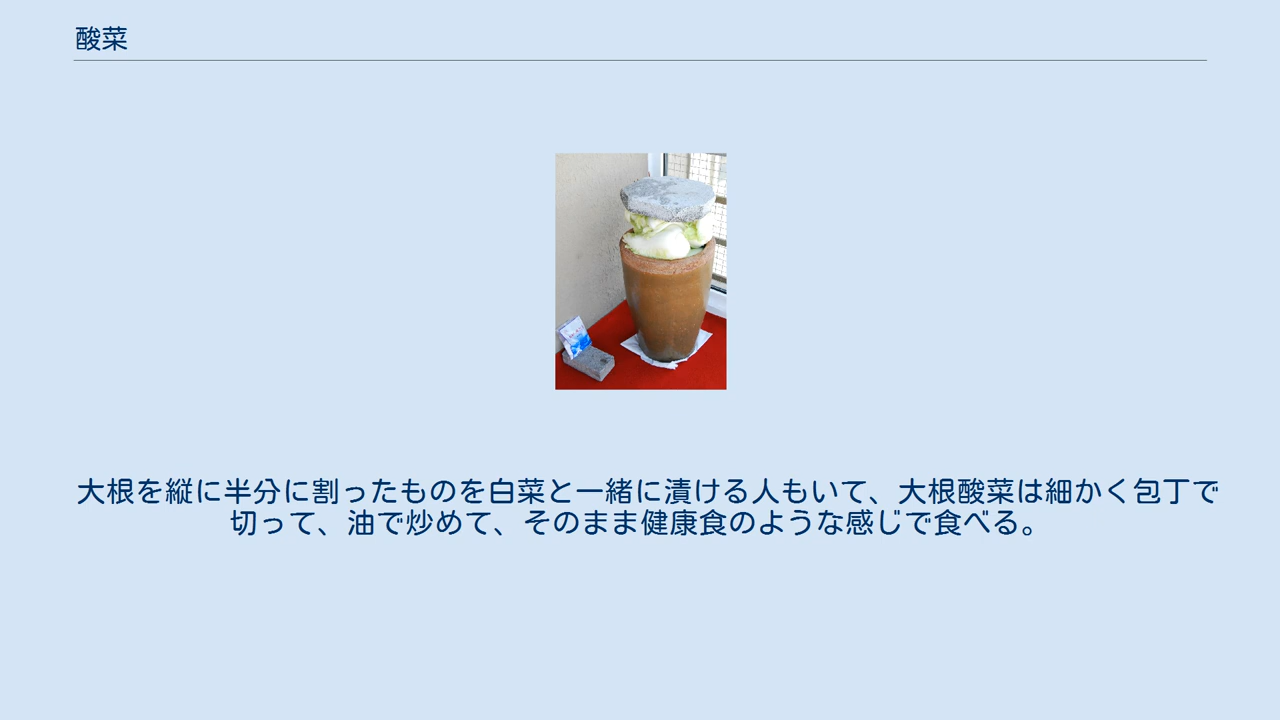 酸菜
大根を縦に半分に割ったものを白菜と一緒に漬ける人もいて、大根酸菜は細かく包丁で
切って、油で炒めて、そのまま健康食のような感じで食べる。